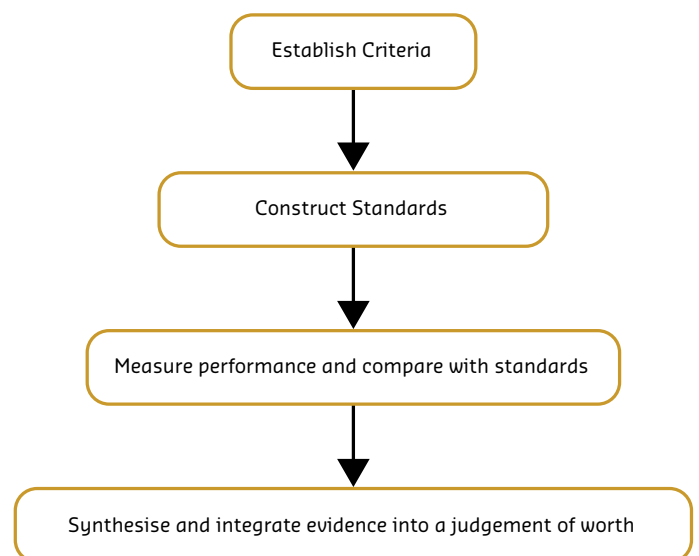 Establish Criteria
Construct Standards
Measure performance and compare with standards
Synthesise and integrate evidence into a judgement of worth